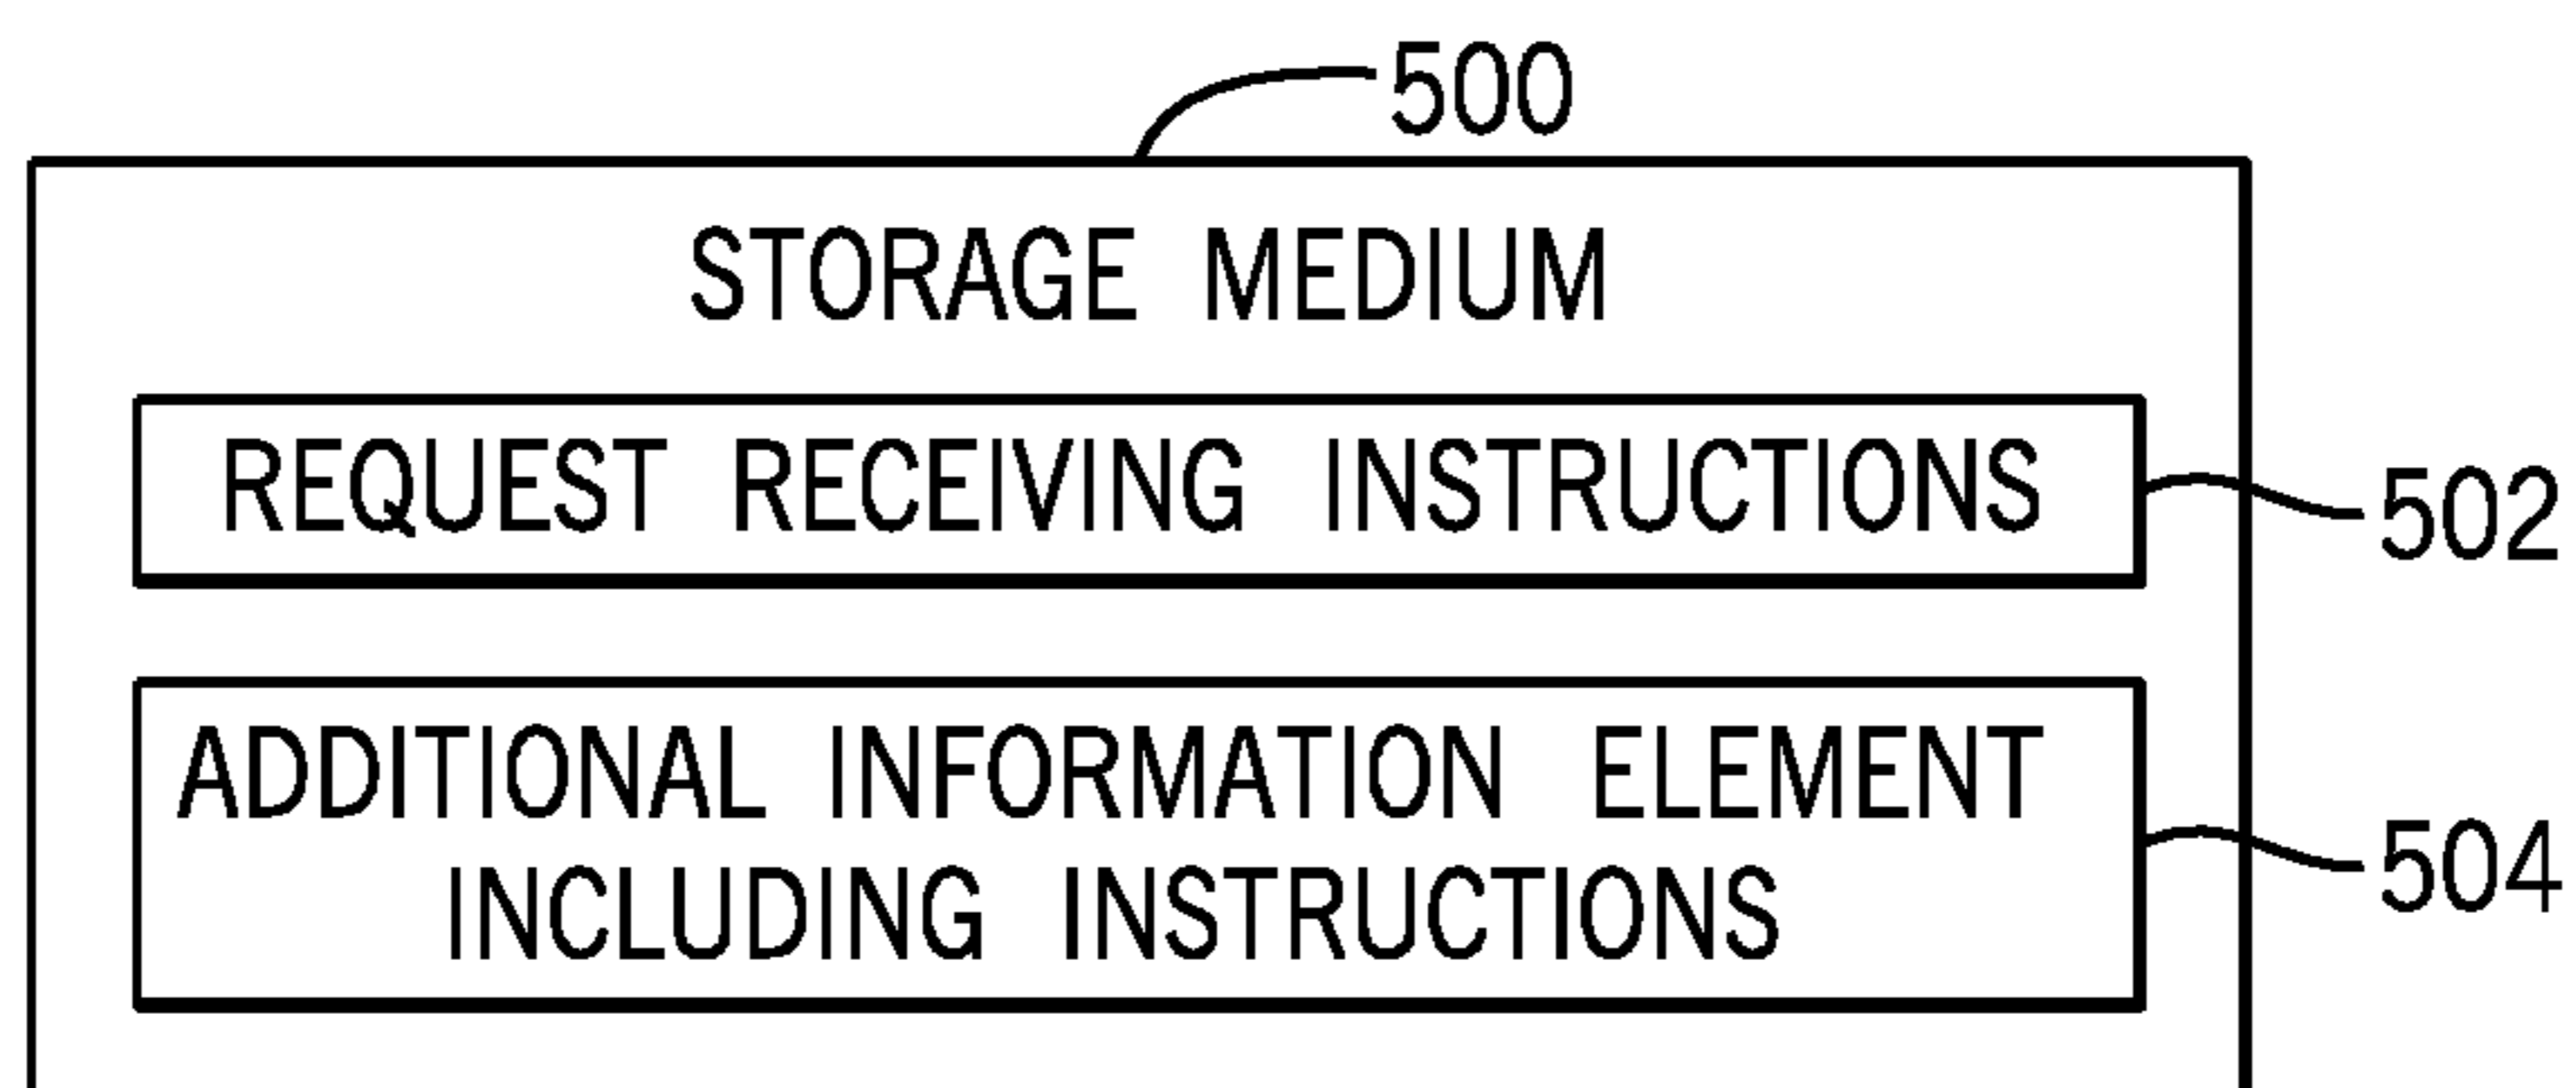 500
STORAGE MEDIUM
REQUEST RECEIVING INSTRUCTIONS
502
ADDITIONAL INFORMATION ELEMENT
INCLUDING INSTRUCTIONS
504